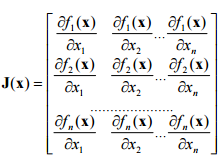 J(x) = [ ∂f₁(x)/∂x₁ ∂f₁(x)/∂x₂ ... ∂f₁(x)/∂xₙ
∂f₂(x)/∂x₁ ∂f₂(x)/∂x₂ ... ∂f₂(x)/∂xₙ
.....................
∂fₙ(x)/∂x₁ ∂fₙ(x)/∂x₂ ... ∂fₙ(x)/∂xₙ ]